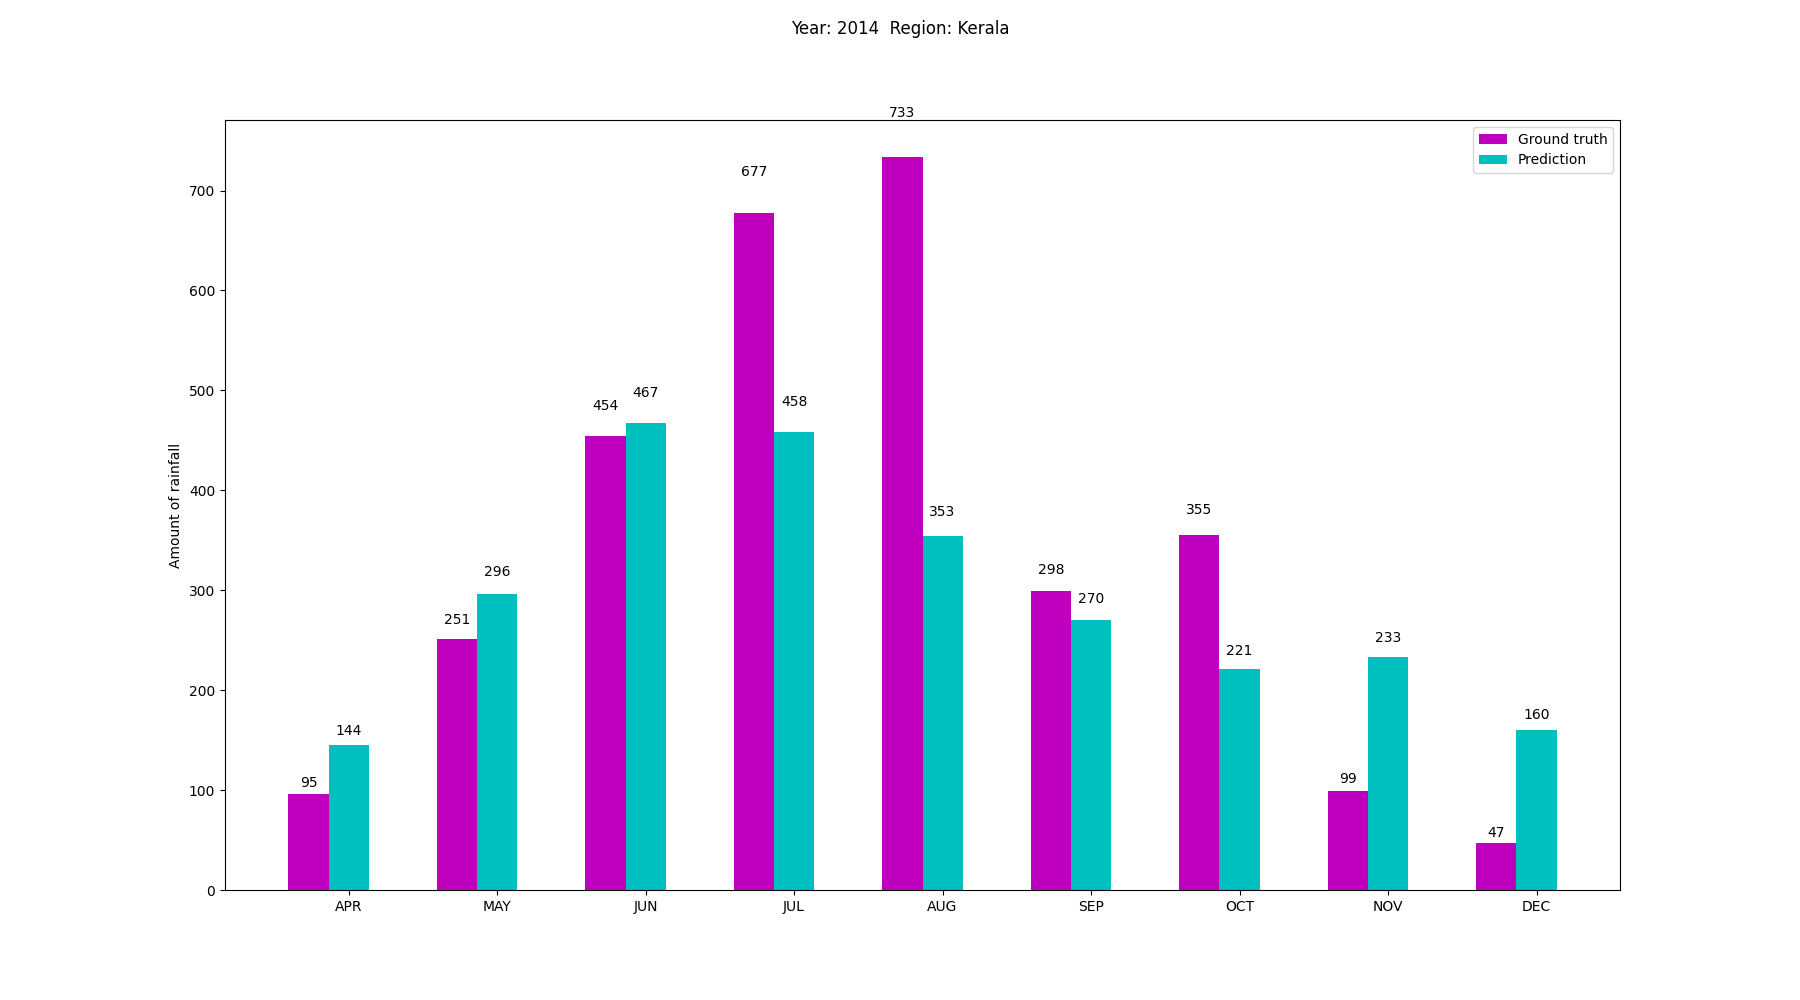 Year: 2014  Region: Kerala
733
Ground truth
Prediction
677
700
600
500
400
300
200
100
0
Amount of rainfall
454
467
458
353
355
298
270
296
251
221
233
144
95
99
160
47
APR
MAY
JUN
JUL
AUG
SEP
OCT
NOV
DEC